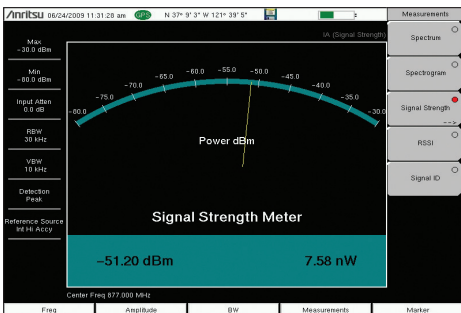 Anritsu 06/24/2009 11:31:28 am GPS N 37° 9' 3" W 121° 39' 5"
Measurements
IA (Signal Strength)
Max
-30.0 dBm
Min
-80.0 dBm
Input Atten
0.0 dB
RBW
30 kHz
VBW
10 kHz
Detection
Peak
Reference Source
Int Hi Accy
-80.0
-75.0
-70.0
-65.0
-60.0
-55.0
-50.0
-45.0
-40.0
-35.0
-30.0
Power dBm
Signal Strength Meter
-51.20 dBm
7.58 nW
Center Freq 877.000 MHz
Spectrum
Spectrogram
Signal Strength
-->
RSSI
Signal ID
Freq
Amplitude
BW
Measurements
Marker